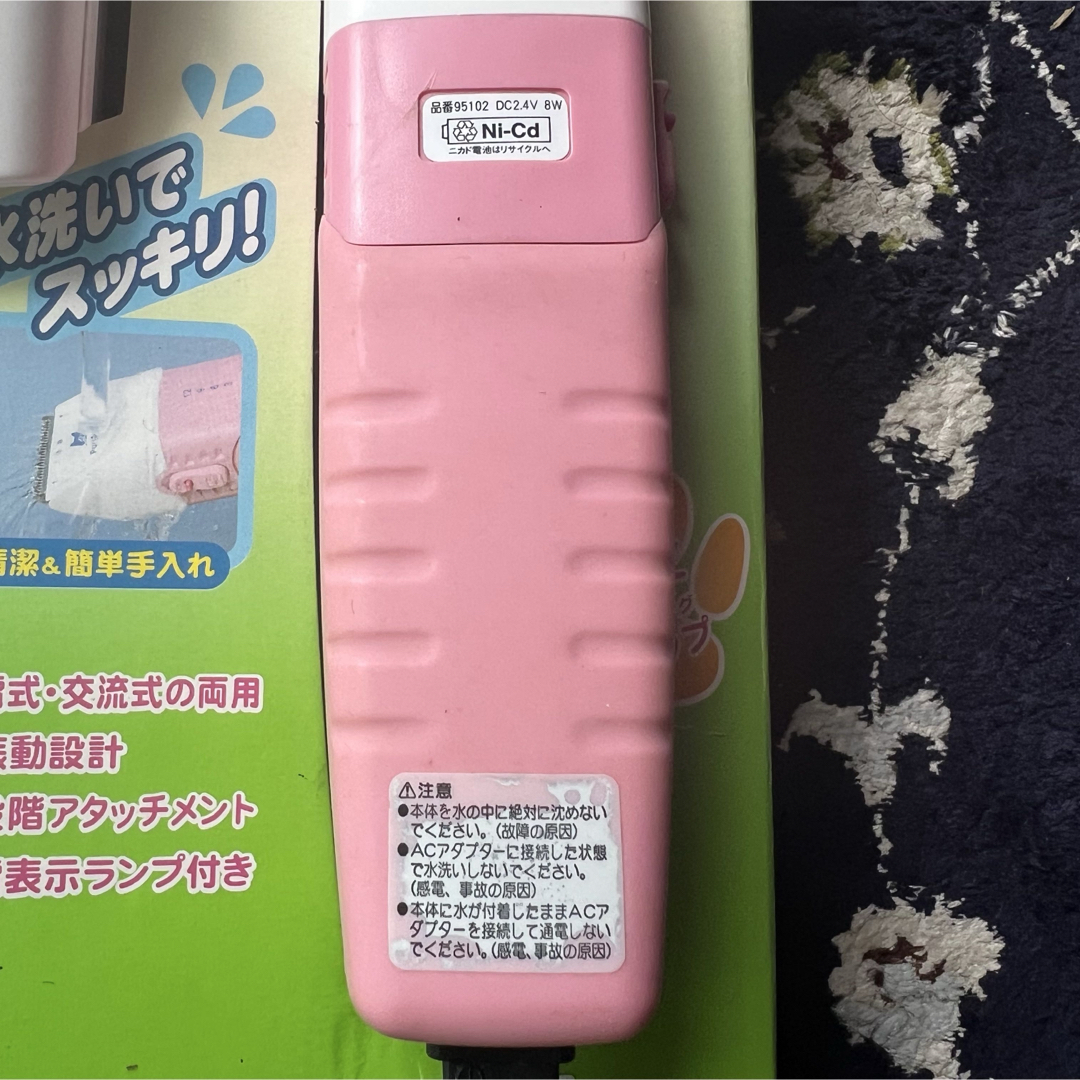 品番95102 DC2.4V 8W
Ni-Cd
ニカド電池はリサイクルへ
水洗いで
スッキリ!
清潔&簡単手入れ
式・交流式の両用
動設計
階アタッチメント
表示ランプ付き
プ
⚠注意
●本体を水の中に絶対に沈めない
でください。(故障の原因)
●ACアダプターに接続した状態
で水洗いしないでください。
(感電、事故の原因)
●本体に水が付着したままACア
ダプターを接続して通電しない
でください。(感電、事故の原因)